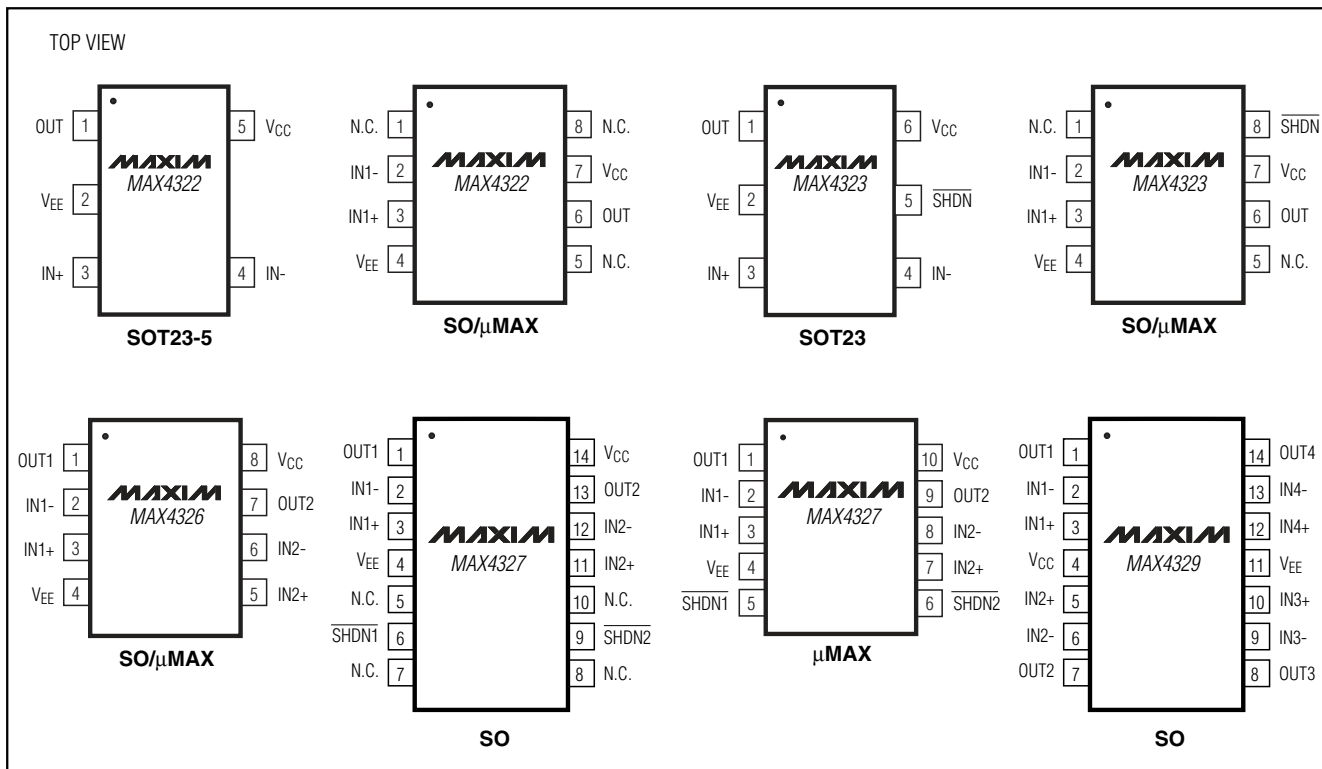 TOP VIEW
OUT 1
5 VCC
VEE 2
IN+ 3
4 IN-
MAXIM
MAX4322
SOT23-5
N.C. 1
8 N.C.
IN1- 2
7 VCC
IN1+ 3
6 OUT
VEE 4
5 N.C.
MAXIM
MAX4322
SO/μMAX
OUT 1
6 VCC
VEE 2
5 SHDN
IN+ 3
4 IN-
MAXIM
MAX4323
SOT23
N.C. 1
8 SHDN
IN1- 2
7 VCC
IN1+ 3
6 OUT
VEE 4
5 N.C.
MAXIM
MAX4323
SO/μMAX
OUT1 1
8 VCC
IN1- 2
7 OUT2
IN1+ 3
6 IN2-
VEE 4
5 IN2+
MAXIM
MAX4326
SO/μMAX
OUT1 1
14 VCC
IN1- 2
13 OUT2
IN1+ 3
12 IN2-
VEE 4
11 IN2+
N.C. 5
10 N.C.
SHDN1 6
9 SHDN2
N.C. 7
8 N.C.
MAXIM
MAX4327
SO
OUT1 1
10 VCC
IN1- 2
9 OUT2
IN1+ 3
8 IN2-
VEE 4
7 IN2+
SHDN1 5
6 SHDN2
MAXIM
MAX4327
μMAX
OUT1 1
14 OUT4
IN1- 2
13 IN4-
IN1+ 3
12 IN4+
VCC 4
11 VEE
IN2+ 5
10 IN3+
IN2- 6
9 IN3-
OUT2 7
8 OUT3
MAXIM
MAX4329
SO